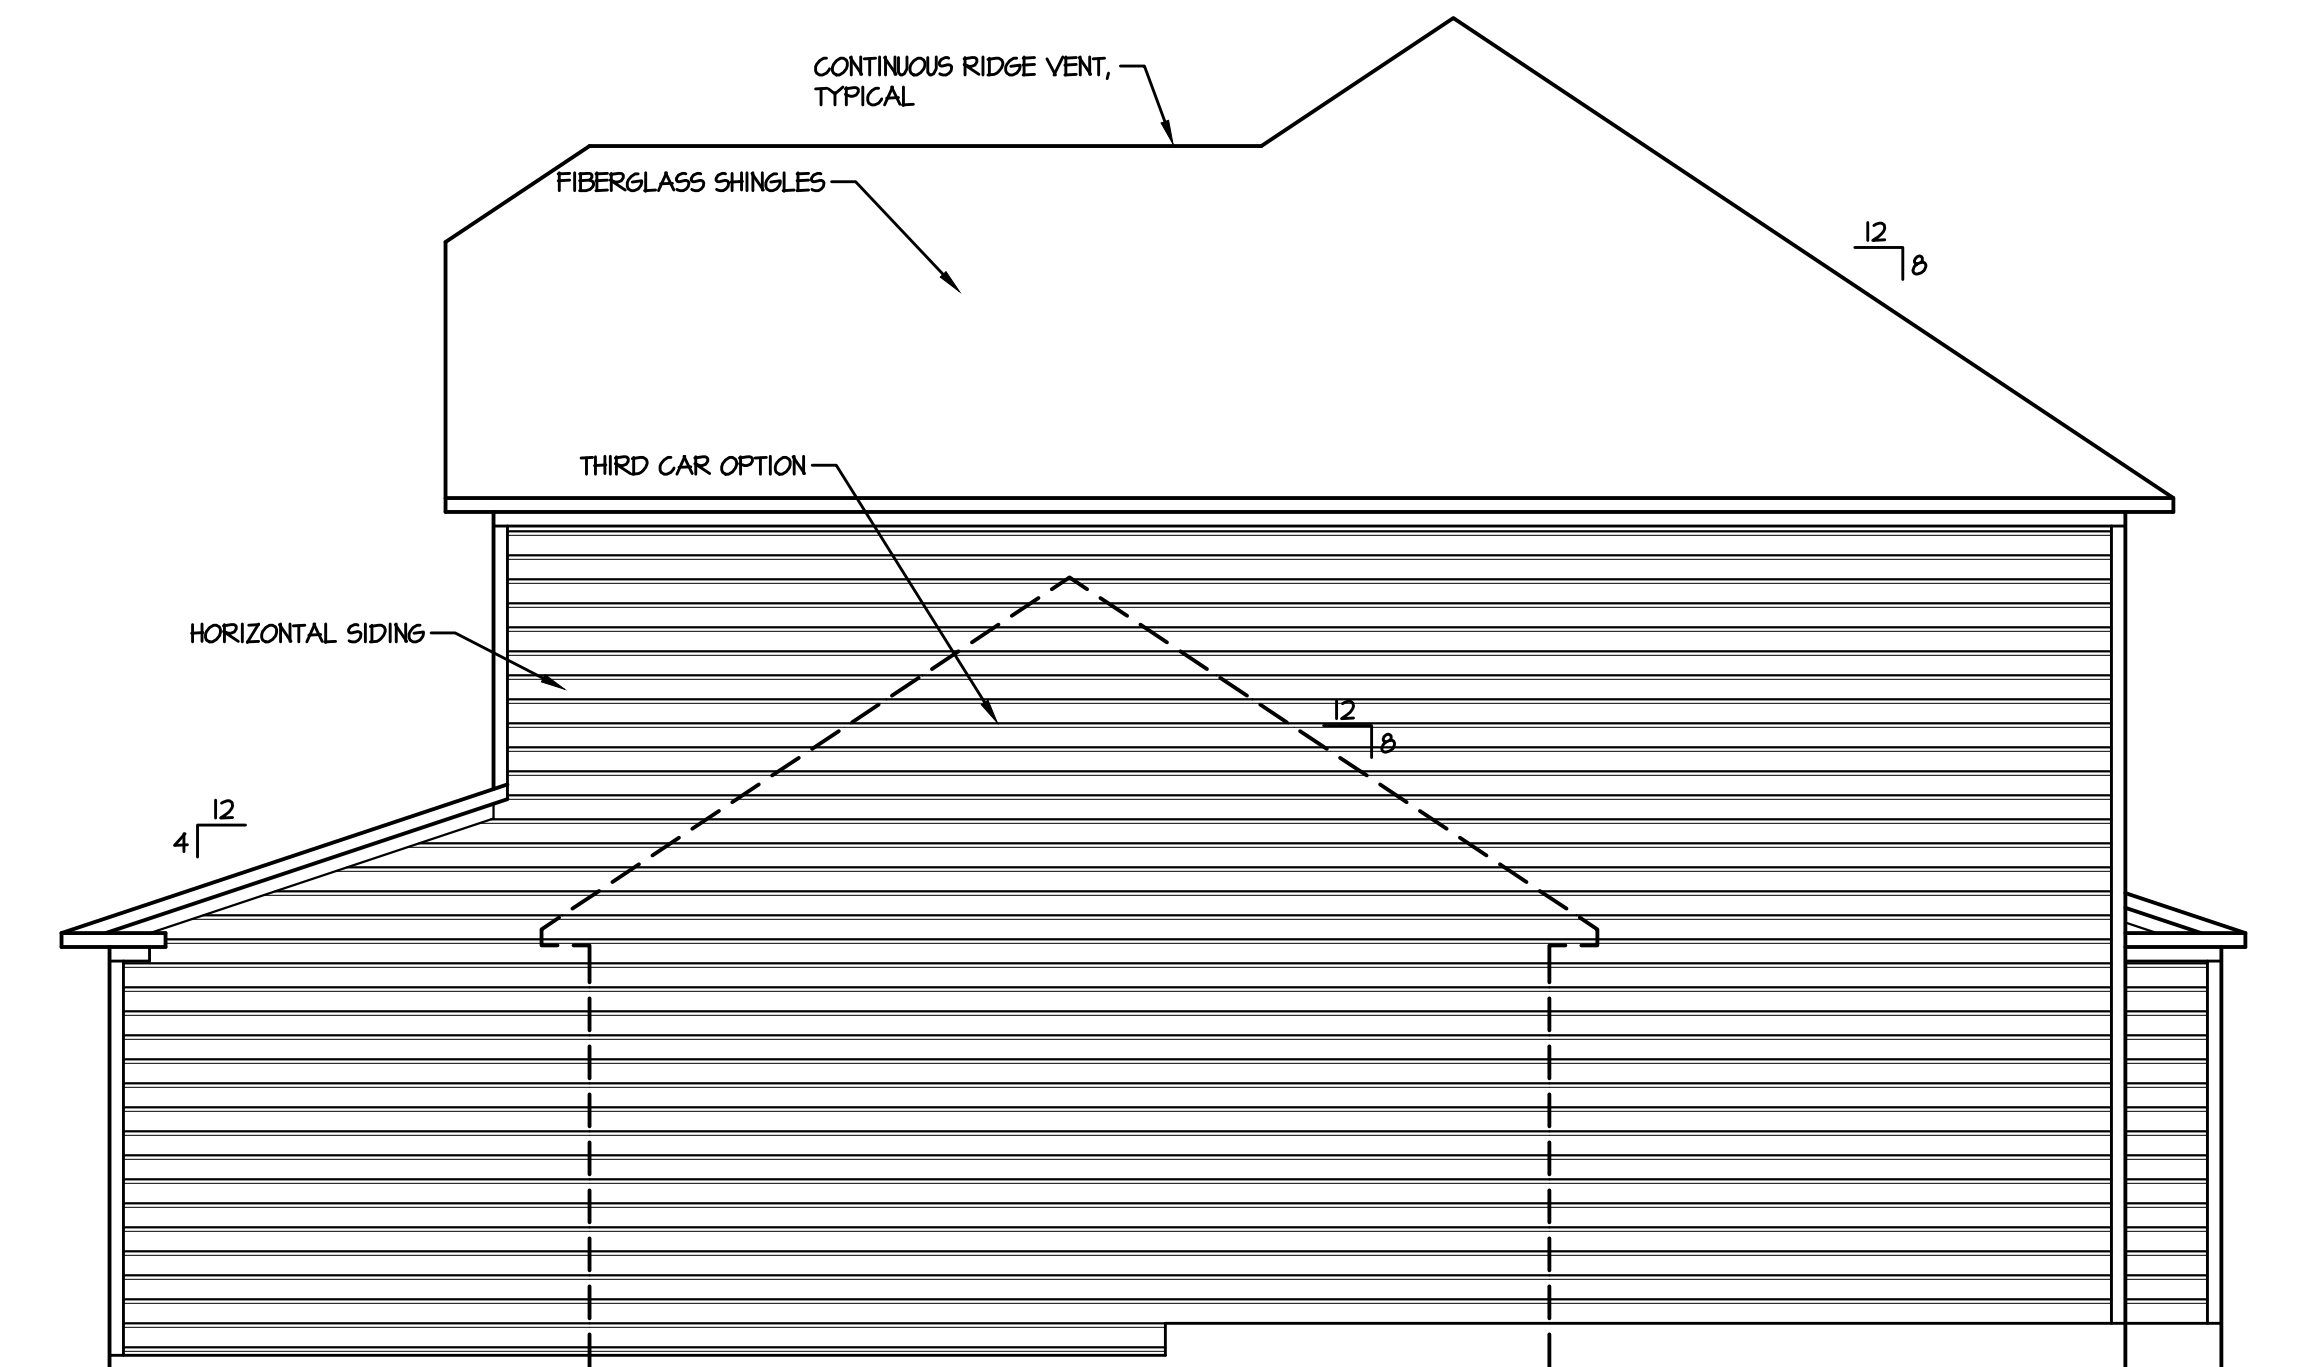 CONTINUOUS RIDGE VENT,
TYPICAL
FIBERGLASS SHINGLES
12
8
THIRD CAR OPTION
HORIZONTAL SIDING
12
8
12
4